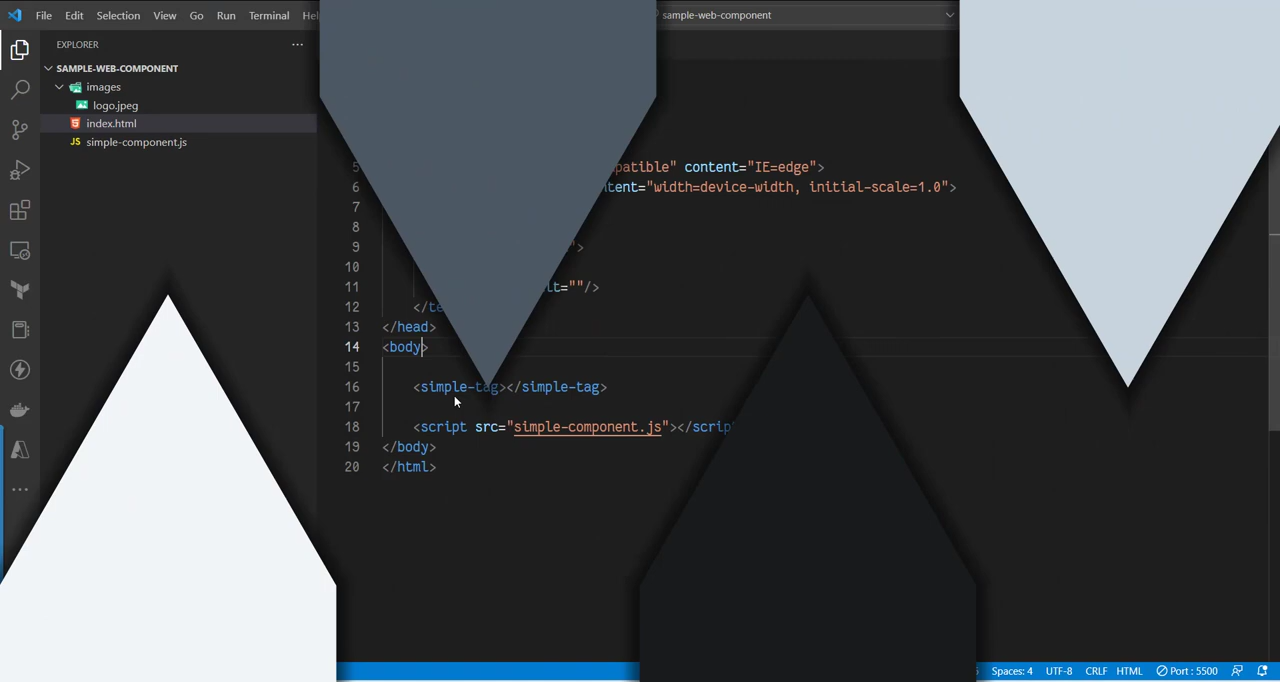 File Edit Selection View Go Run Terminal
sample-web-component
EXPLORER
SAMPLE-WEB-COMPONENT
images
logo.jpeg
index.html
JS simple-component.js
5 patible" content="IE=edge">
6 ntent="width=device-width, initial-scale=1.0">
7
8
9 ">
10
11 lt=""/>
12 </te
13 </head>
14 <body>
15
16 <simple-tag></simple-tag>
17
18 <script src="simple-component.js"></scrip
19 </body>
20 </html>
Spaces: 4 UTF-8 CRLF HTML Port : 5500